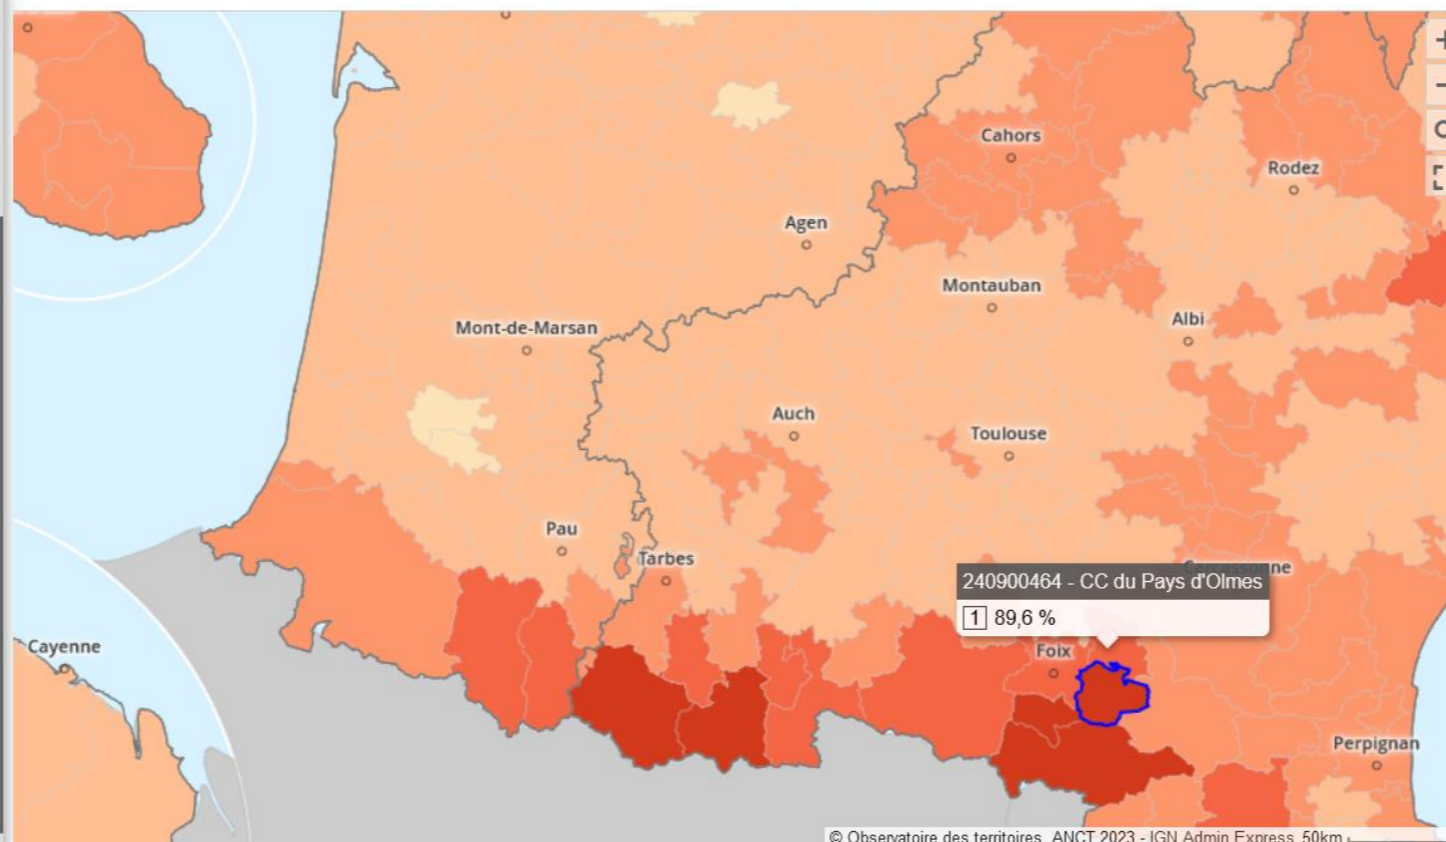 Cahors
Rodez
Agen
Montauban
Albi
Mont-de-Marsan
Auch
Toulouse
Pau
Tarbes
Carcassonne
240900464 - CC du Pays d'Olmes
1 89,6 %
Foix
Cayenne
Perpignan
© Observatoire des territoires, ANCT 2023 - IGN Admin Express 50km